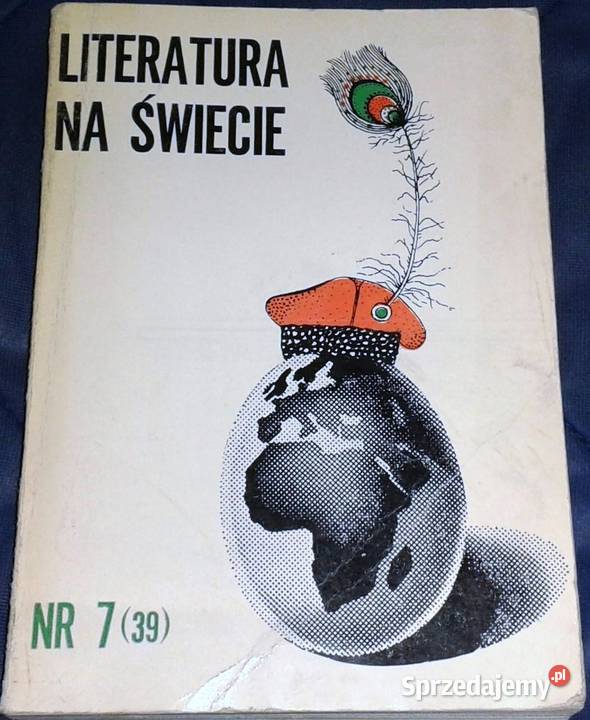 LITERATURA
NA ŚWIECIE
NR 7 (39)
Sprzedajemy.pl